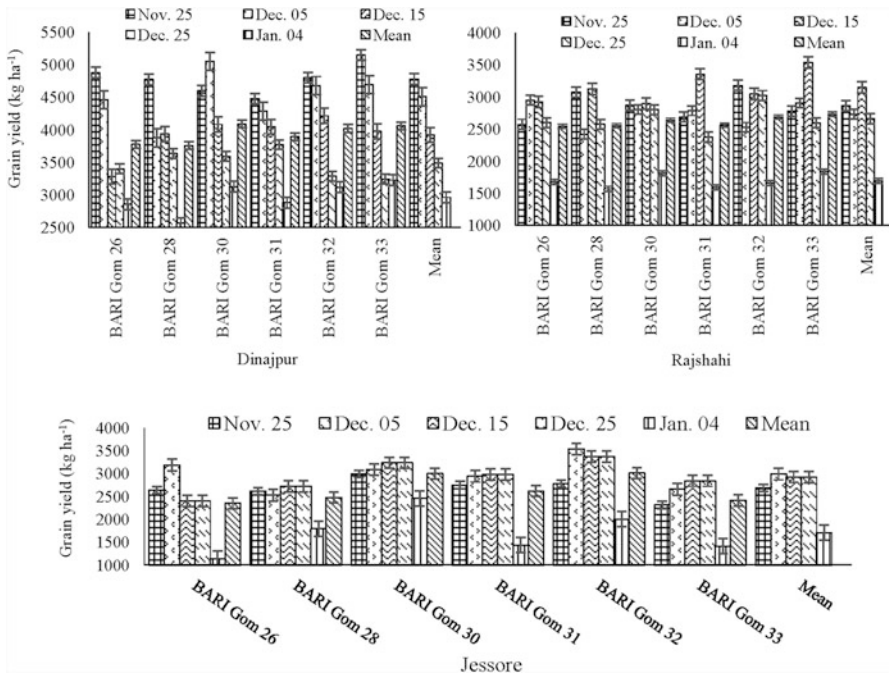 Nov. 25 Dec. 05 Dec. 15
Dec. 25 Jan. 04 Mean
Grain yield (kg ha⁻¹)
5500
5000
4500
4000
3500
3000
2500
BARI Gom 26
BARI Gom 28
BARI Gom 30
BARI Gom 31
BARI Gom 32
BARI Gom 33
Mean
Dinajpur
Nov. 25 Dec. 05 Dec. 15
Dec. 25 Jan. 04 Mean
Grain yield (kg ha⁻¹)
4000
3500
3000
2500
2000
1500
1000
BARI Gom 26
BARI Gom 28
BARI Gom 30
BARI Gom 31
BARI Gom 32
BARI Gom 33
Mean
Rajshahi
Nov. 25 Dec. 05 Dec. 15 Dec. 25 Jan. 04 Mean
Grain yield (kg ha⁻¹)
4000
3500
3000
2500
2000
1500
1000
BARI Gom 26
BARI Gom 28
BARI Gom 30
BARI Gom 31
BARI Gom 32
BARI Gom 33
Mean
Jessore